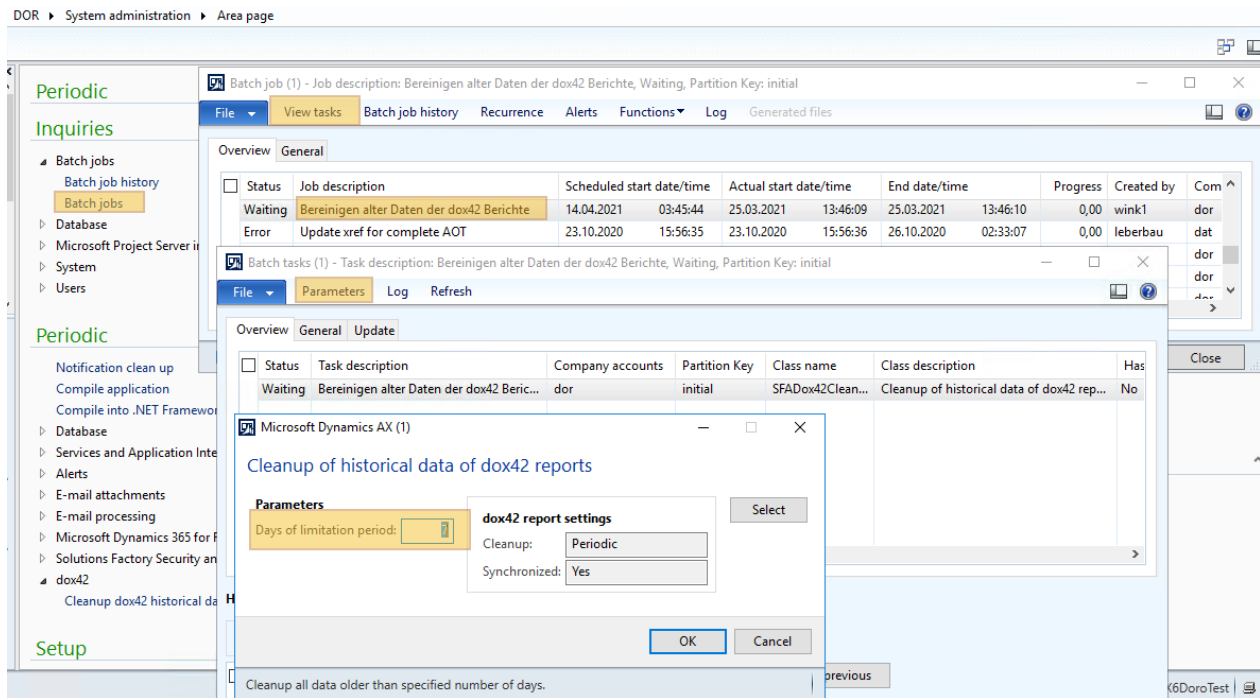 DOR System administration Area page
Periodic
Inquiries
Batch jobs
Batch job history
Batch jobs
Database
Microsoft Project Server
System
Users
Periodic
Notification clean up
Compile application
Compile into .NET
Database
Services and Application
Alerts
E-mail attachments
E-mail processing
Microsoft Dynamics 365 for
Solutions Factory Security
dox42
Cleanup dox42 historical
Setup
Batch job (1) - Job description: Bereinigen alter Daten der dox42 Berichte, Waiting, Partition Key: initial
File View tasks Batch job history Recurrence Alerts Functions Log Generated files
Overview General
Status Job description Scheduled start date/time Actual start date/time End date/time Progress Created by
Waiting Bereinigen alter Daten der dox42 Berichte 14.04.2021 03:45:44 25.03.2021 13:46:09 25.03.2021 13:46:10 0,00 wink1 dor
Error Update xref for complete AOT 23.10.2020 15:56:35 23.10.2020 15:56:36 26.10.2020 02:33:07 0,00 leberbau dat
dor
dor
Close
Batch tasks (1) - Task description: Bereinigen alter Daten der dox42 Berichte, Waiting, Partition Key: initial
File Parameters Log Refresh
Overview General Update
Status Task description Company accounts Partition Key Class name Class description Has
Waiting Bereinigen alter Daten der dox42 Beric... dor initial SFADox42Clean... Cleanup of historical data of dox42 rep... No
Microsoft Dynamics AX (1)
Cleanup of historical data of dox42 reports
Parameters
Days of limitation period: 7
dox42 report settings
Cleanup: Periodic
Synchronized: Yes
Select
OK Cancel
Cleanup all data older than specified number of days.
previous
X6DoroTest